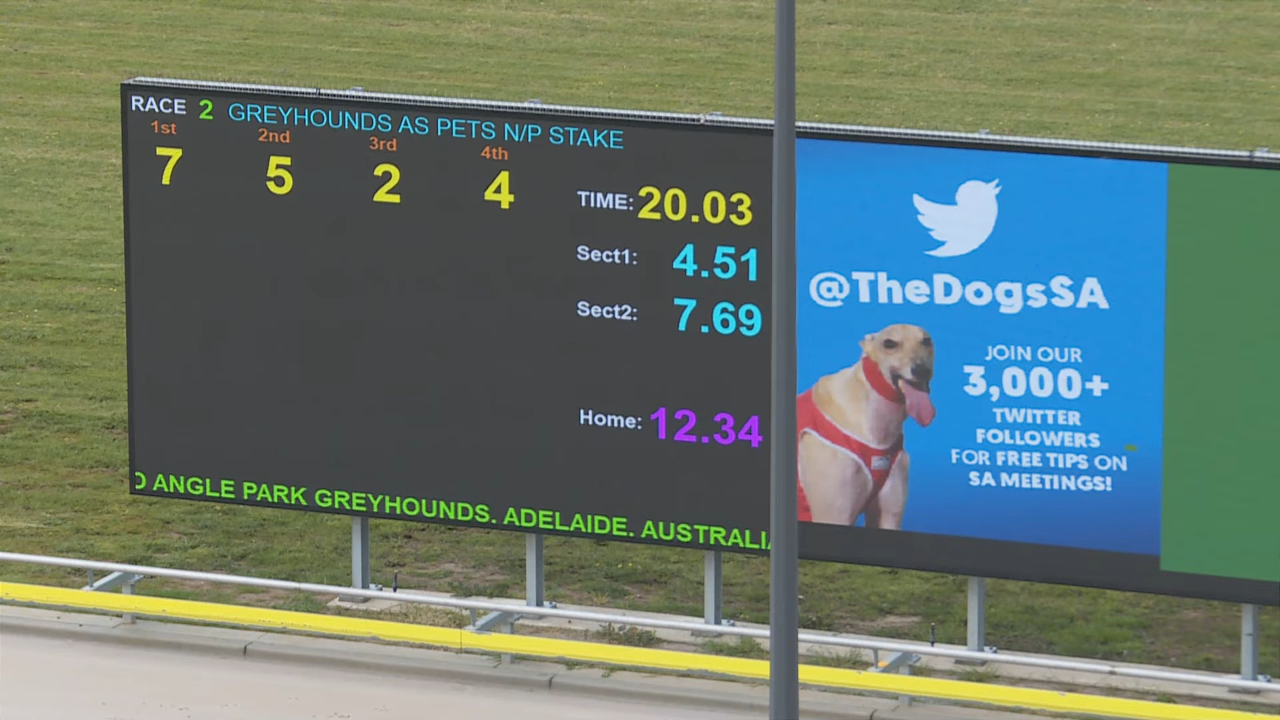 RACE 2 GREYHOUNDS AS PETS N/P STAKE
1st 2nd 3rd 4th
7 5 2 4
TIME: 20.03
Sect1: 4.51
Sect2: 7.69
Home: 12.34
ANGLE PARK GREYHOUNDS. ADELAIDE. AUSTRALIA
@TheDogsSA
JOIN OUR
3,000+
TWITTER
FOLLOWERS
FOR FREE TIPS ON
SA MEETINGS!